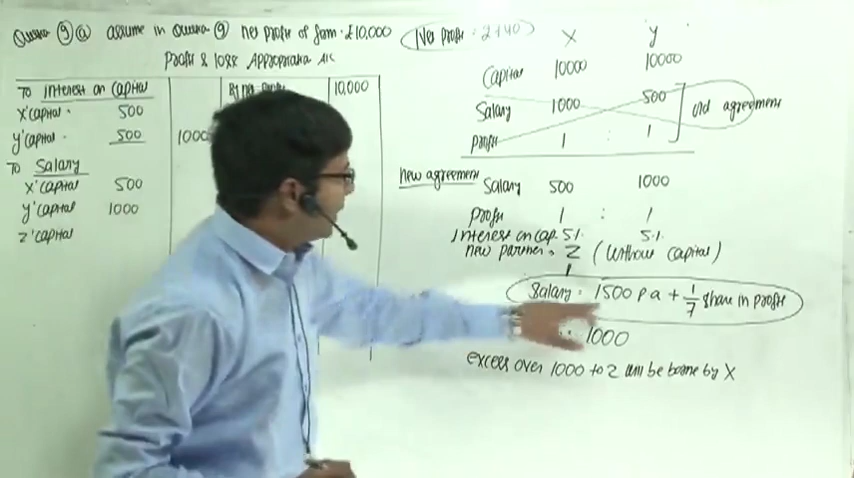 Question 9 @ assume in Question 9 net profit of firm: £10,000
(Net profit:
Profit & loss Appropriation A/c
To Interest on Capital
10,000
X'capital. 500
Y'capital. 500 1000
To Salary
X'capital 500
Y'capital 1000
Z'capital
X Y
Capital 10000 10000
Salary 1000 500
old agreement
Profit 1 : 1
new agreement Salary 500 1000
Profit 1 : 1
Interest on cap. 5%. 5%.
new partner. Z (without capital)
Salary: 1500 p a + 1/7 share in profit
1000
excess over 1000 to Z will be borne by X